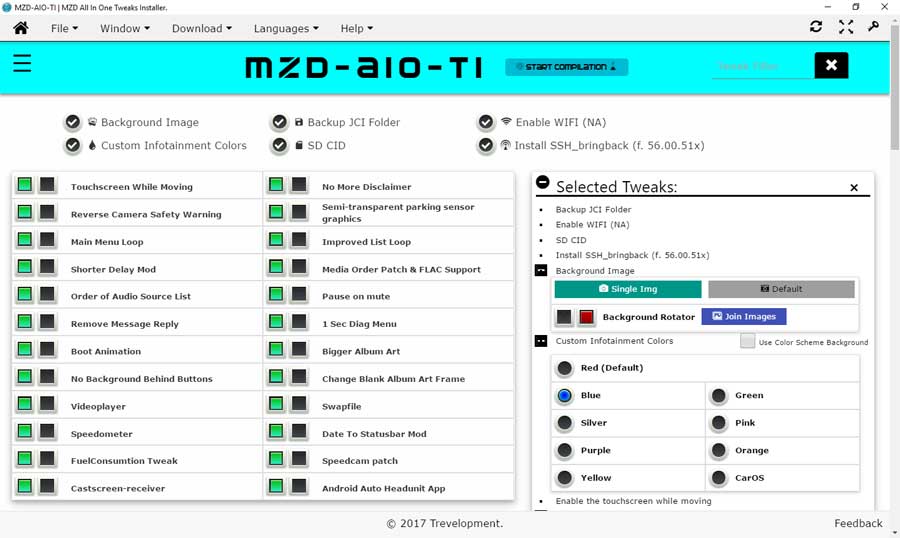 MZD-AIO-TI | MZD All In One Tweaks Installer.
File Window Download Languages Help
MZD-AIO-TI
START COMPILATION
Background Image
Backup JCI Folder
Enable WIFI (NA)
Custom Infotainment Colors
SD CID
Install SSH_bringback (f. 56.00.51x)
Touchscreen While Moving
No More Disclaimer
Reverse Camera Safety Warning
Semi-transparent parking sensor
graphics
Main Menu Loop
Improved List Loop
Shorter Delay Mod
Media Order Patch & FLAC Support
Order of Audio Source List
Pause on mute
Remove Message Reply
1 Sec Diag Menu
Boot Animation
Bigger Album Art
No Background Behind Buttons
Change Blank Album Art Frame
Videoplayer
Swapfile
Speedometer
Date To Statusbar Mod
FuelConsumtion Tweak
Speedcam patch
Castscreen-receiver
Android Auto Headunit App
Selected Tweaks:
Backup JCI Folder
Enable WIFI (NA)
SD CID
Install SSH_bringback (f. 56.00.51x)
Background Image
Single Img
Default
Background Rotator
Join Images
Custom Infotainment Colors
Use Color Scheme Background
Red (Default)
Blue
Green
Silver
Pink
Purple
Orange
Yellow
CarOS
Enable the touchscreen while moving
© 2017 Trevelopment.
Feedback